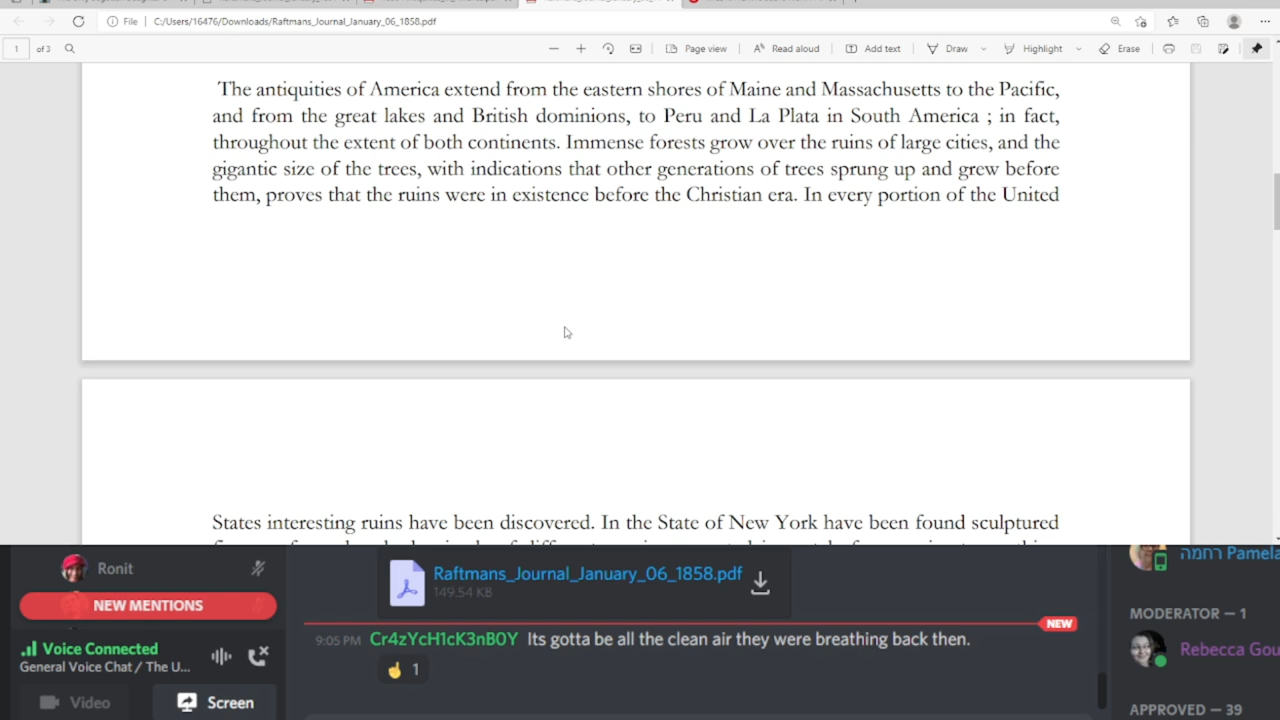 File
C:/Users/16476/Downloads/Raftmans_Journal_January_06_1858.pdf
1 of 3
Page view
Read aloud
Add text
Draw
Highlight
Erase
The antiquities of America extend from the eastern shores of Maine and Massachusetts to the Pacific,
and from the great lakes and British dominions, to Peru and La Plata in South America ; in fact,
throughout the extent of both continents. Immense forests grow over the ruins of large cities, and the
gigantic size of the trees, with indications that other generations of trees sprung up and grew before
them, proves that the ruins were in existence before the Christian era. In every portion of the United
States interesting ruins have been discovered. In the State of New York have been found sculptured
Ronit
NEW MENTIONS
Voice Connected
General Voice Chat / The U...
Video
Screen
Raftmans_Journal_January_06_1858.pdf
149.54 KB
NEW
9:05 PM Cr4zYcH1cK3nB0Y Its gotta be all the clean air they were breathing back then.
1
רחמה Pamela
MODERATOR — 1
Rebecca Gou
APPROVED — 39